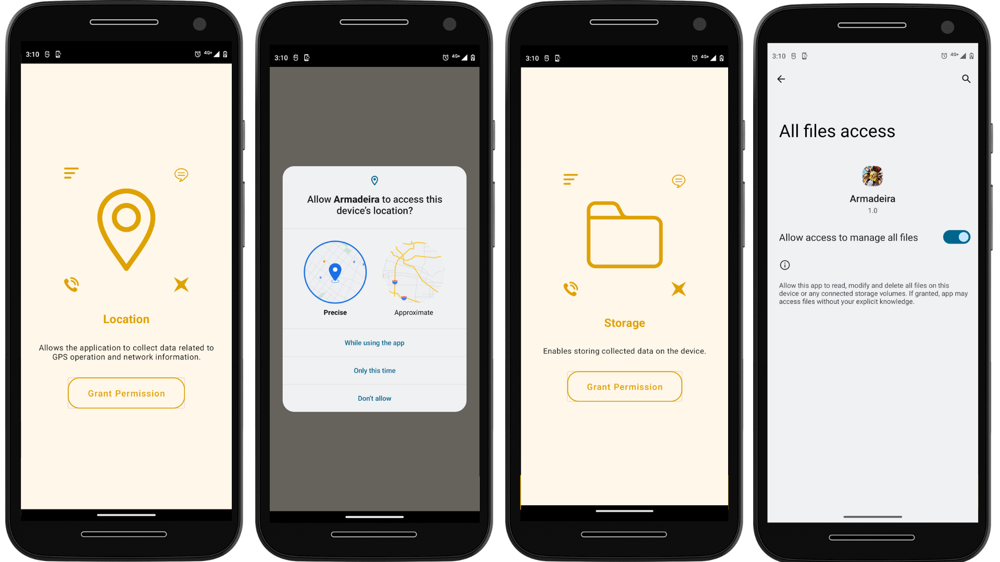 3:10
4G+
Location
Allows the application to collect data related to
GPS operation and network information.
Grant Permission
3:10
4G+
Allow Armadeira to access this
device's location?
Precise
Approximate
While using the app
Only this time
Don't allow
3:10
4G+
Storage
Enables storing collected data on the device.
Grant Permission
3:10
4G+
All files access
Armadeira
1.0
Allow access to manage all files
Allow this app to read, modify and delete all files on this
device or any connected storage volumes. If granted, app may
access files without your explicit knowledge.